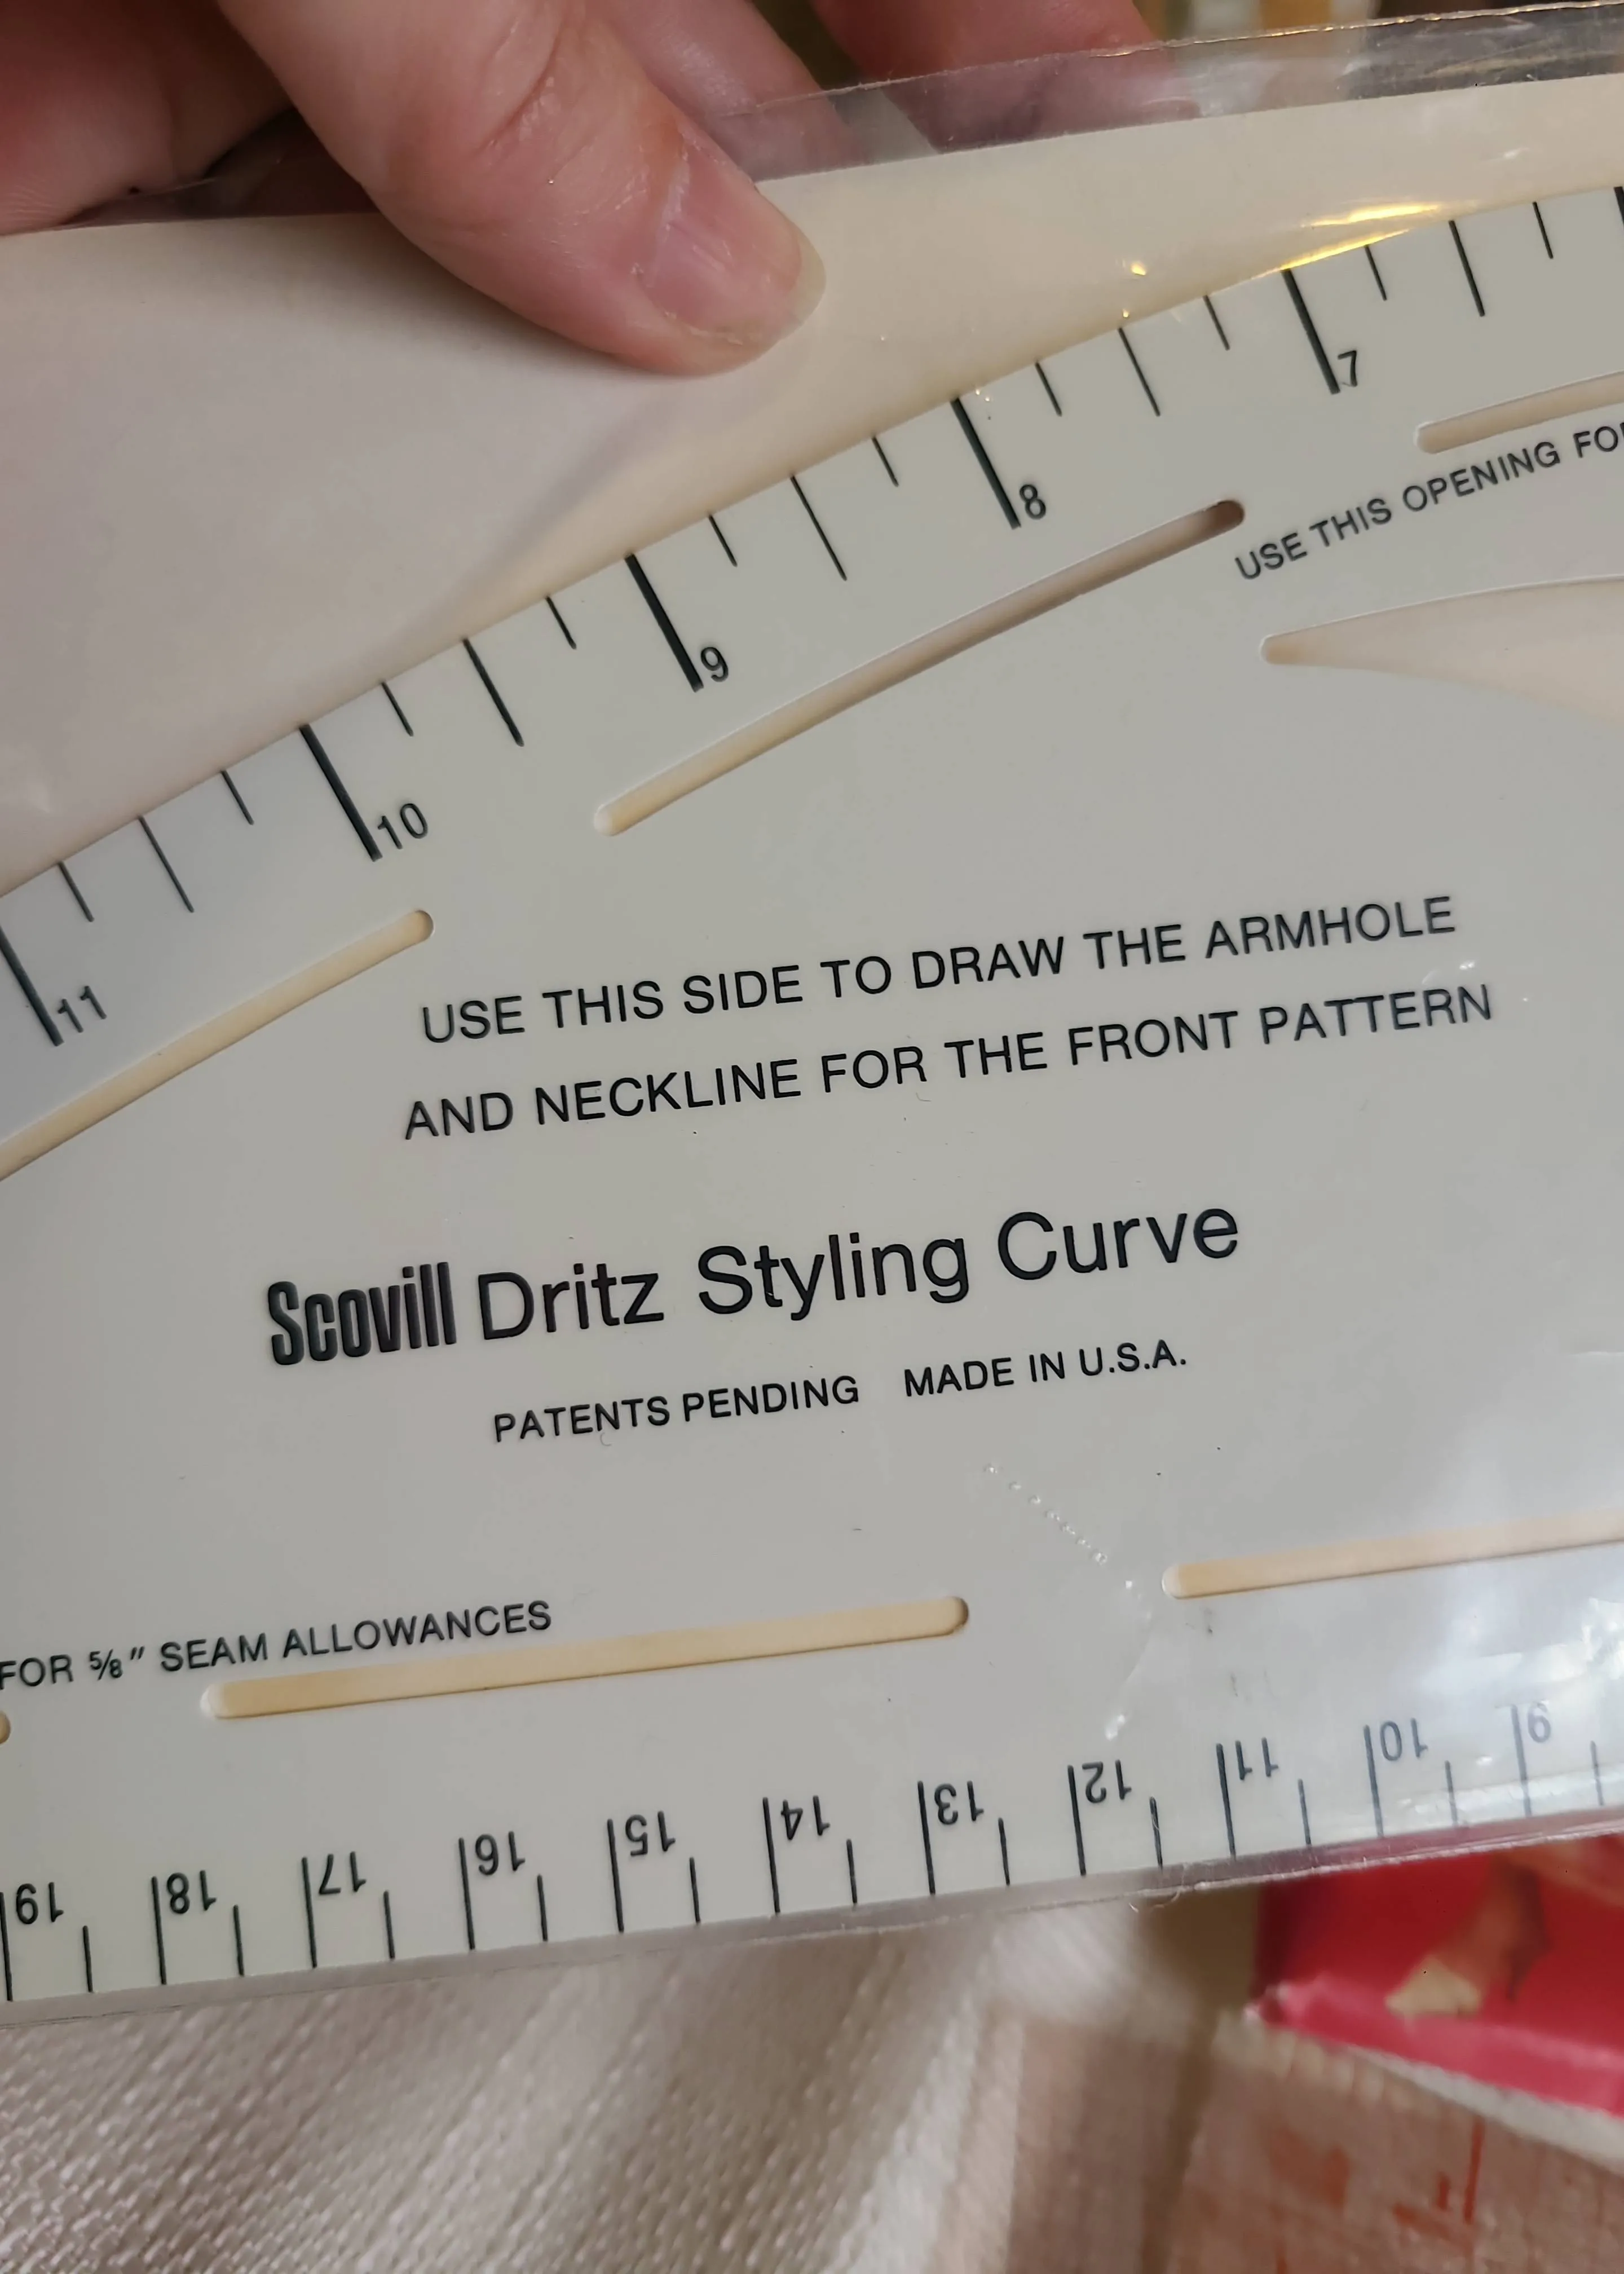 7
8
9
10
11
USE THIS OPENING FO
USE THIS SIDE TO DRAW THE ARMHOLE
AND NECKLINE FOR THE FRONT PATTERN
Scovill Dritz Styling Curve
PATENTS PENDING MADE IN U.S.A.
FOR ⅝" SEAM ALLOWANCES
19 18 17 16 15 14 13 12 11 10 9